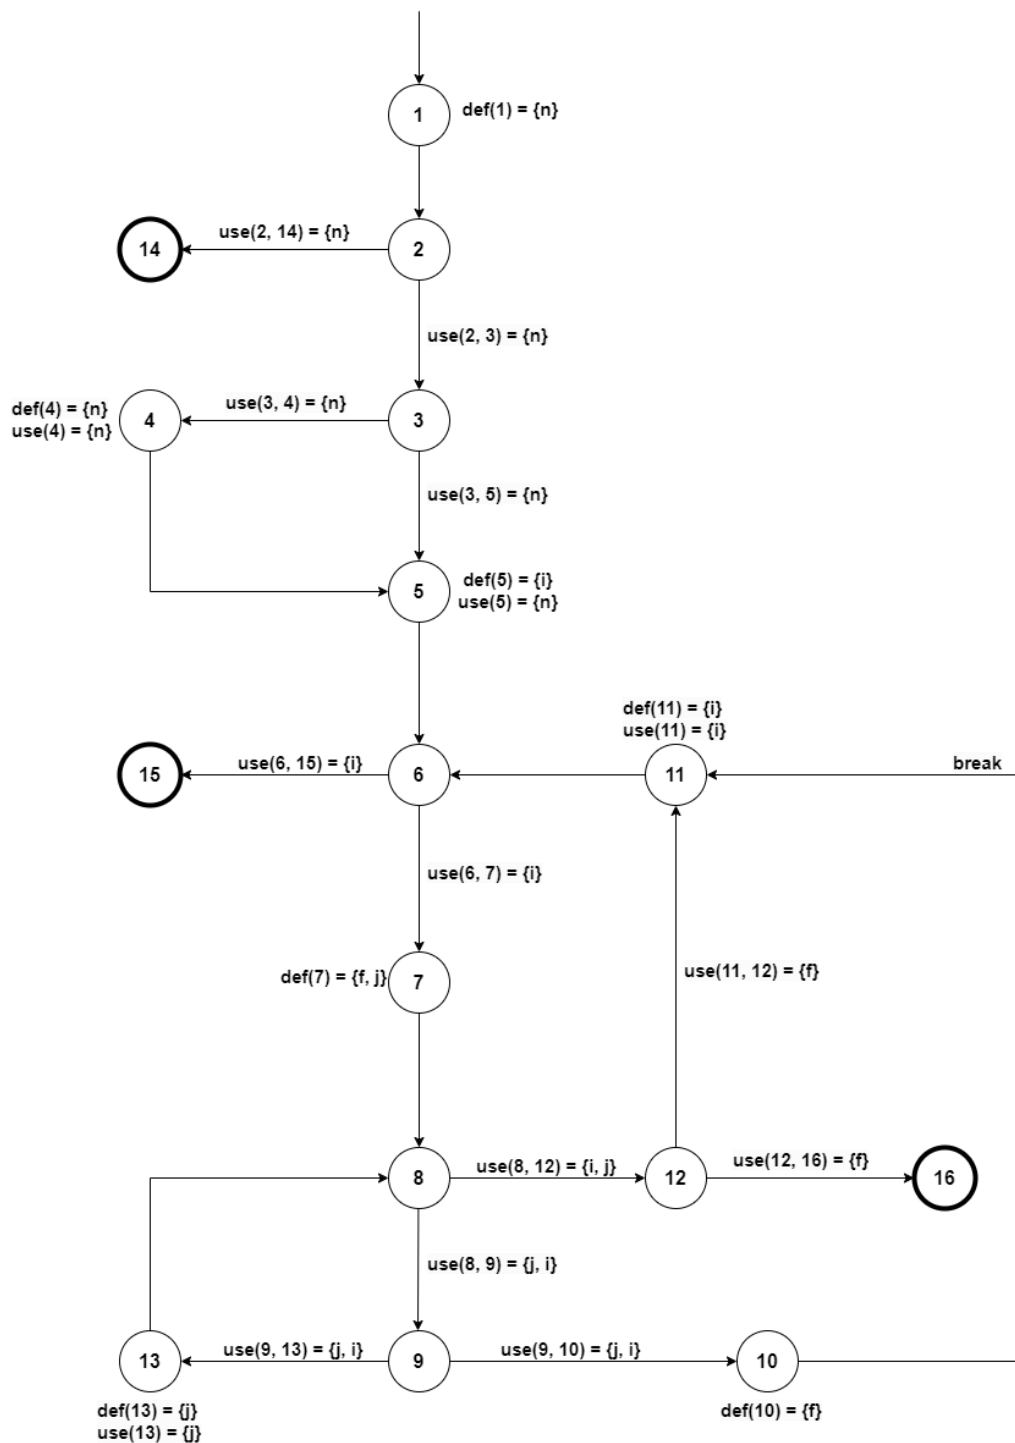 1
def(1) = {n}
14
use(2, 14) = {n}
2
use(2, 3) = {n}
def(4) = {n}
use(4) = {n}
4
use(3, 4) = {n}
3
use(3, 5) = {n}
5
def(5) = {i}
use(5) = {n}
def(11) = {i}
use(11) = {i}
15
use(6, 15) = {i}
6
11
break
use(6, 7) = {i}
def(7) = {f, j}
7
use(11, 12) = {f}
8
use(8, 12) = {i, j}
12
use(12, 16) = {f}
16
use(8, 9) = {j, i}
13
use(9, 13) = {j, i}
9
use(9, 10) = {j, i}
10
def(13) = {j}
use(13) = {j}
def(10) = {f}